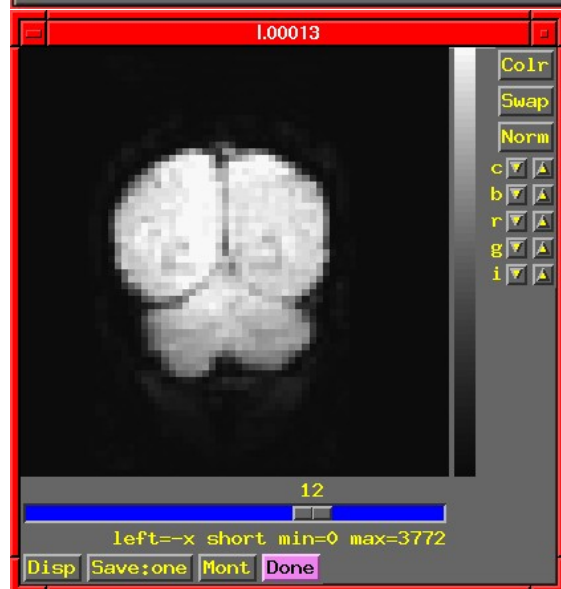 I.00013
Colr
Swap
Norm
c
b
r
g
i
12
left=-x short min=0 max=3772
Disp Save:one Mont Done